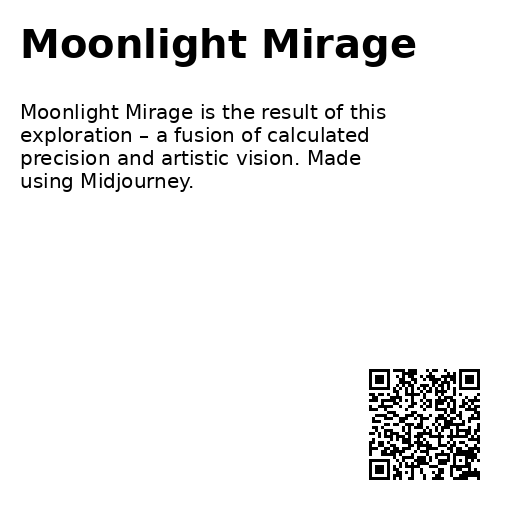 Moonlight Mirage
Moonlight Mirage is the result of this
exploration – a fusion of calculated
precision and artistic vision. Made
using Midjourney.